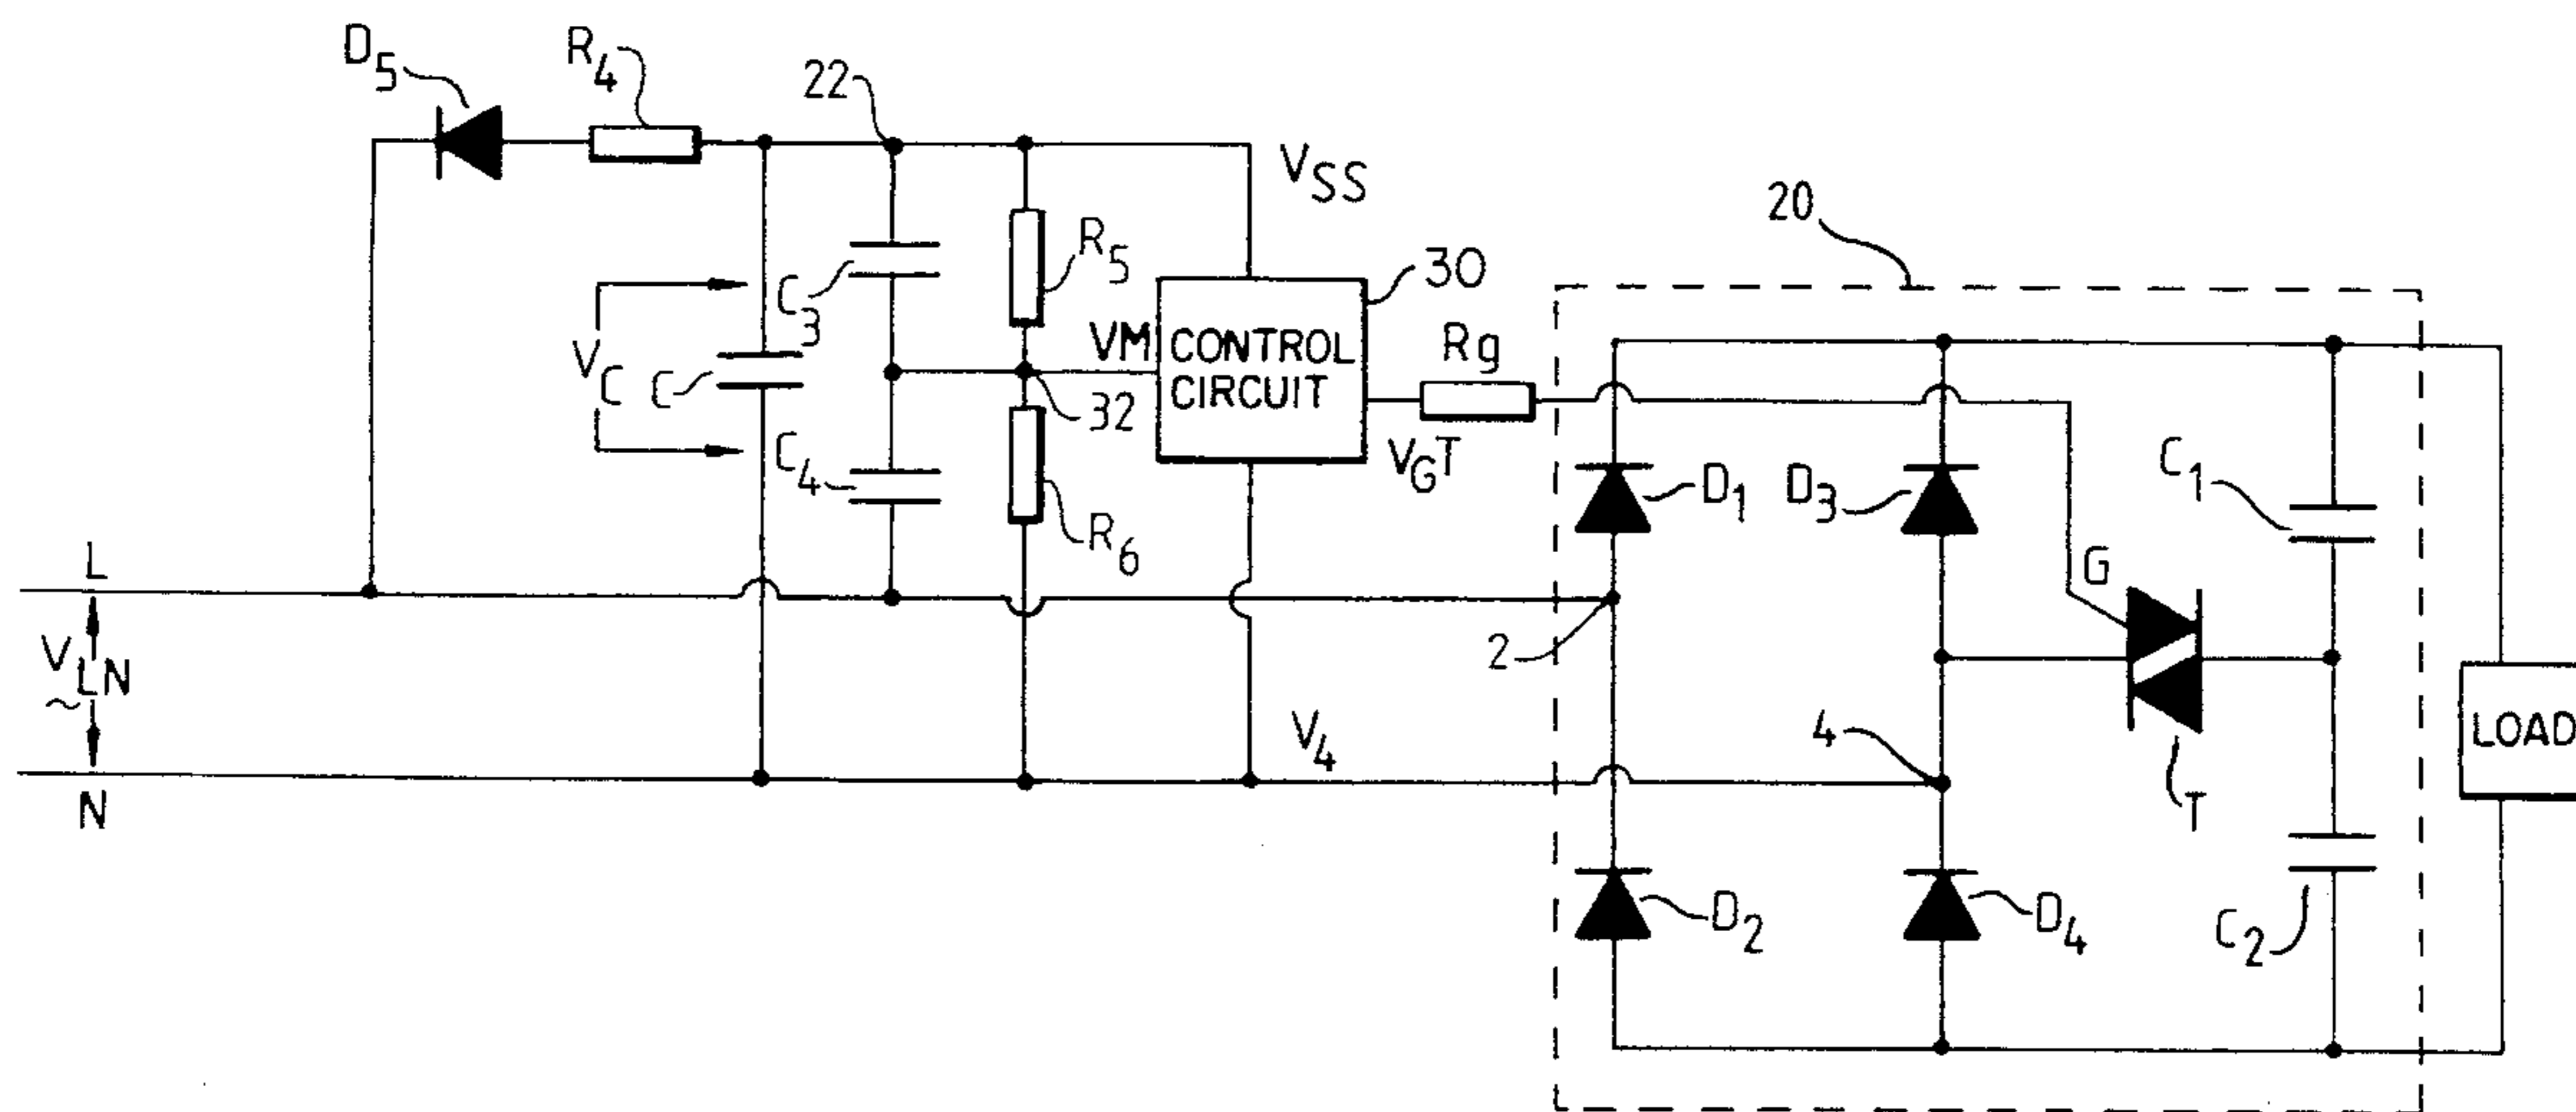 D5
R4
22
VSS
20
C3
R5
30
VC
C
VM
CONTROL
CIRCUIT
Rg
32
VGT
C4
R6
D1
D3
C1
G
L
VLN
~
2
N
V4
4
T
LOAD
D2
D4
C2